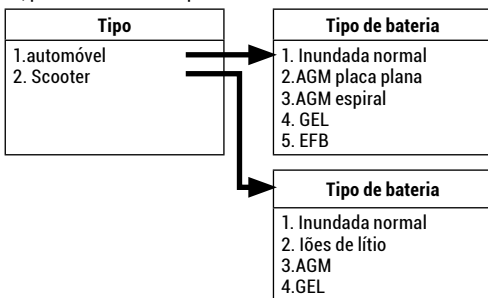 Tipo
1.automóvel
2. Scooter
Tipo de bateria
1. Inundada normal
2.AGM placa plana
3.AGM espiral
4. GEL
5. EFB
Tipo de bateria
1. Inundada normal
2. Iões de lítio
3.AGM
4.GEL